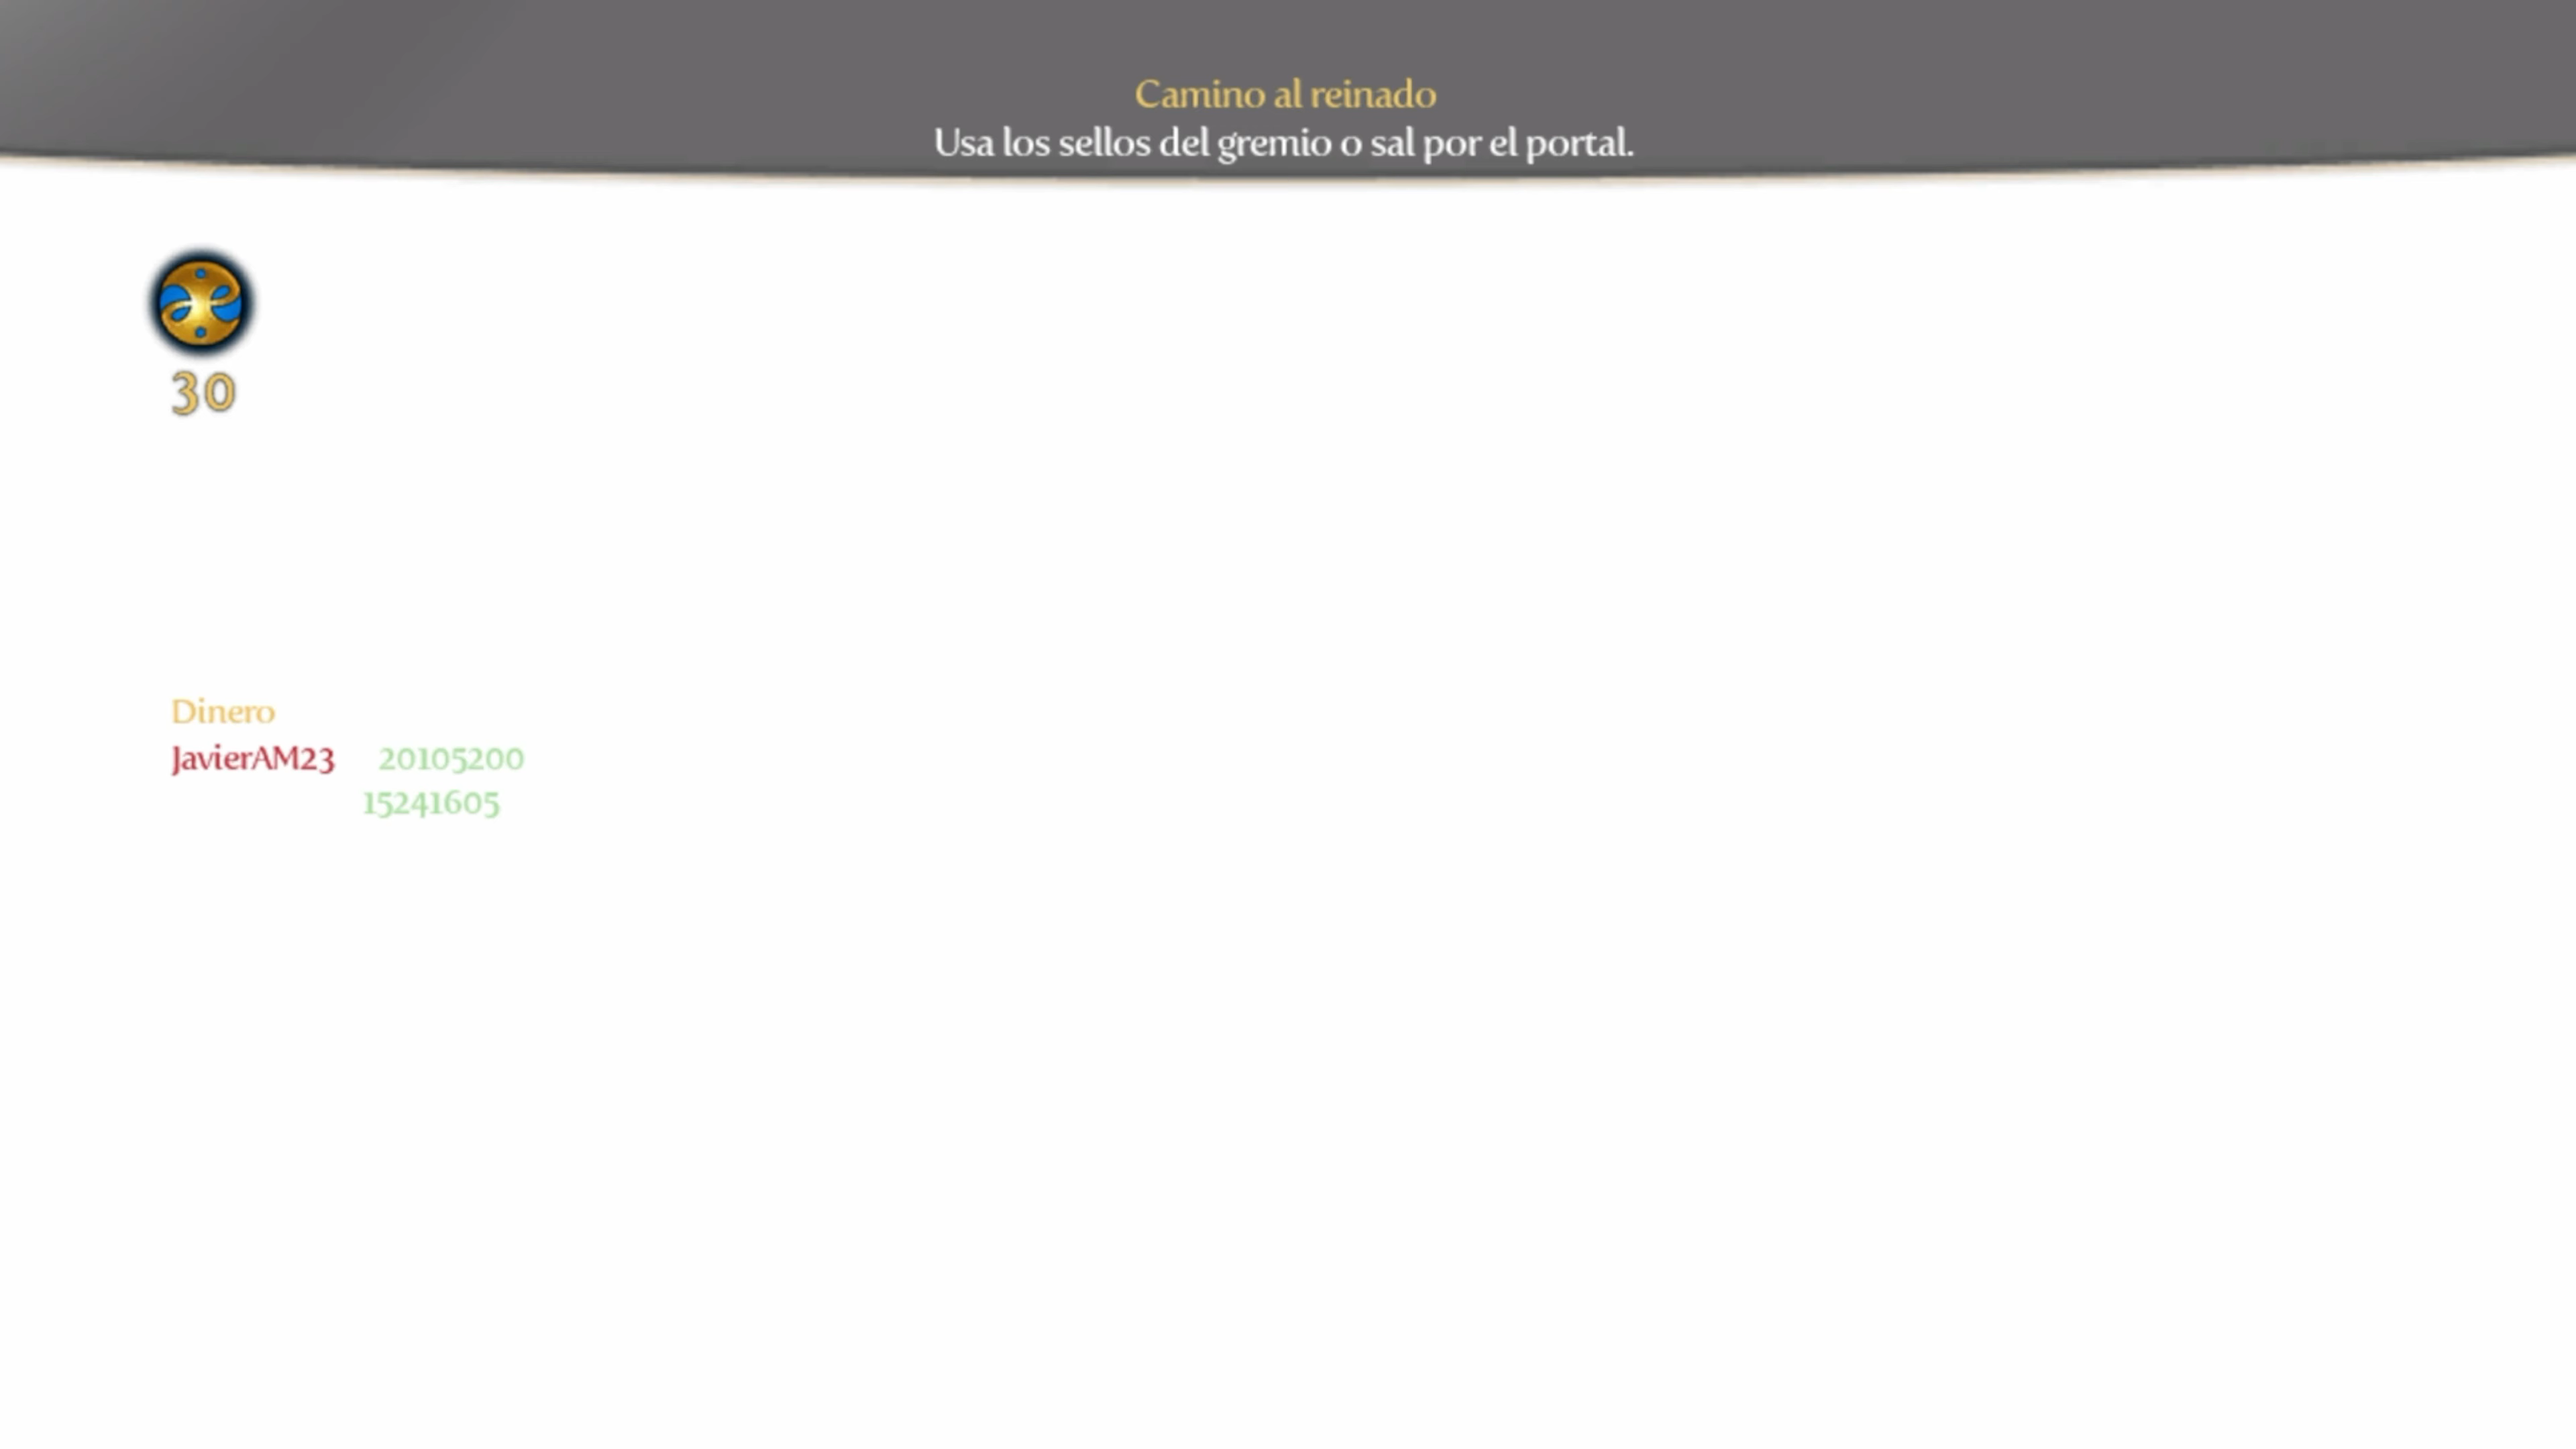 Camino al reinado
Usa los sellos del gremio o sal por el portal.
30
Dinero
JavierAM23 20105200
15241605